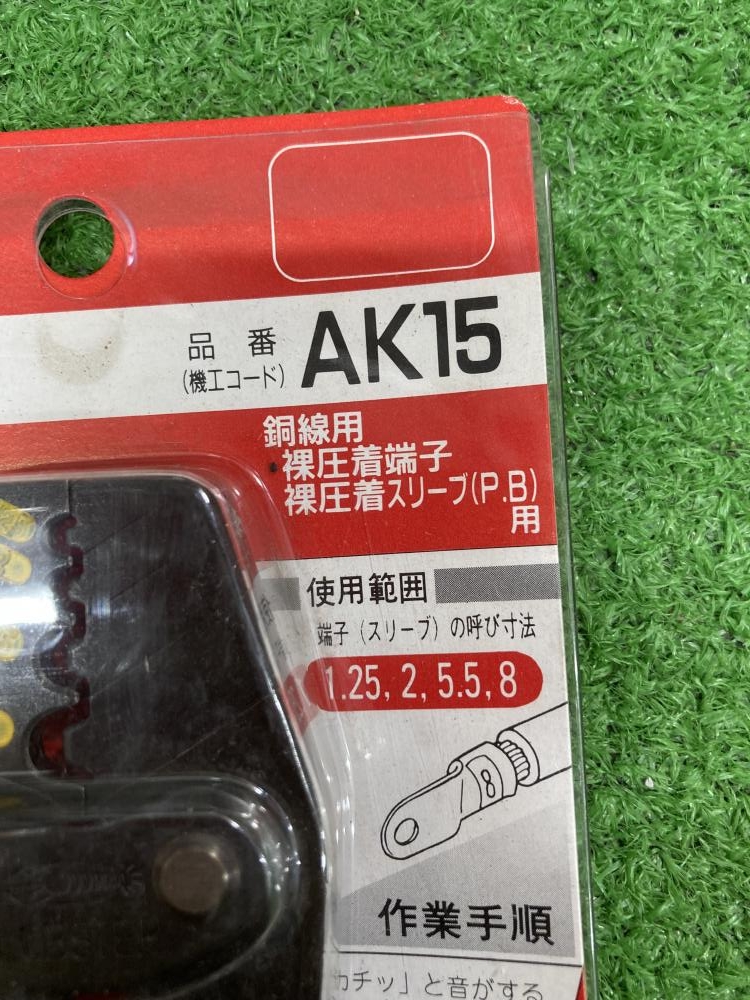 品番 AK15
(機工コード)
銅線用
裸圧着端子
裸圧着スリーブ(P.B)
用
使用範囲
端子(スリーブ)の呼び寸法
1.25, 2, 5.5, 8
8
作業手順
カチッ」と音がする